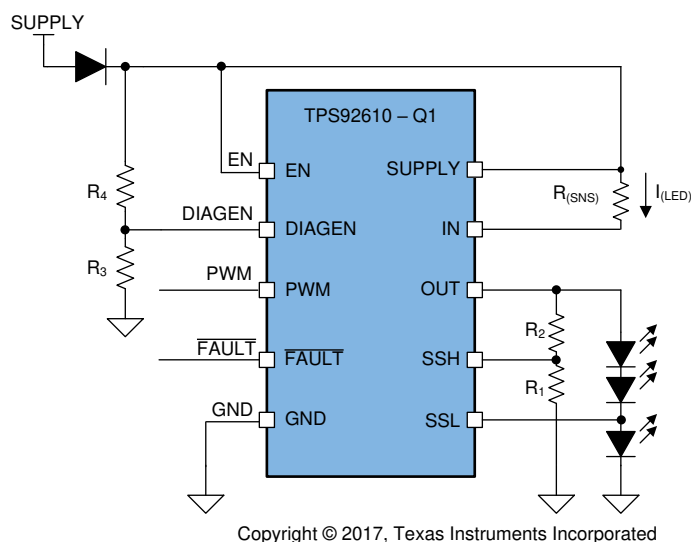 SUPPLY
TPS92610 – Q1
EN
EN
SUPPLY
R4
R(SNS)
I(LED)
DIAGEN
DIAGEN
IN
R3
PWM
PWM
OUT
R2
FAULT
FAULT
SSH
R1
GND
GND
SSL
Copyright © 2017, Texas Instruments Incorporated